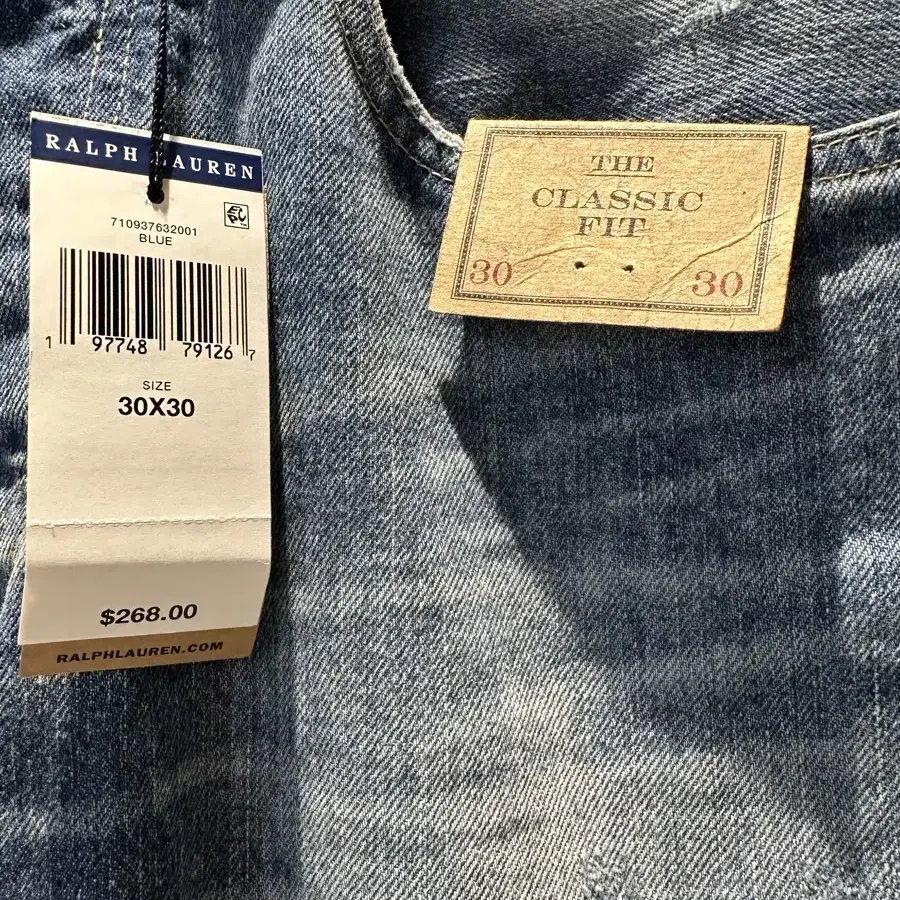 RALPH LAUREN
710937632001
BLUE
1 97748 79126 7
SIZE
30X30
$268.00
RALPHLAUREN.COM
THE
CLASSIC
FIT
30 30